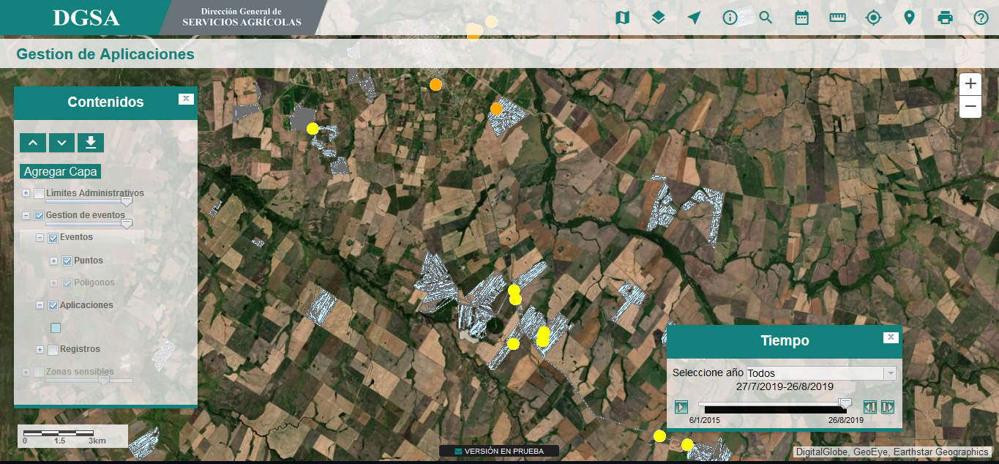 DGSA
Dirección General de
SERVICIOS AGRÍCOLAS
Gestion de Aplicaciones
Contenidos
x
Agregar Capa
Limites Administrativos
Gestion de eventos
Eventos
Puntos
Poligonos
Aplicaciones
Registros
Zonas sensibles
0 1.5 3km
+
−
Tiempo
x
Seleccione año Todos
27/7/2019-26/8/2019
6/1/2015 26/8/2019
VERSIÓN EN PRUEBA
DigitalGlobe, GeoEye, Earthstar Geographics